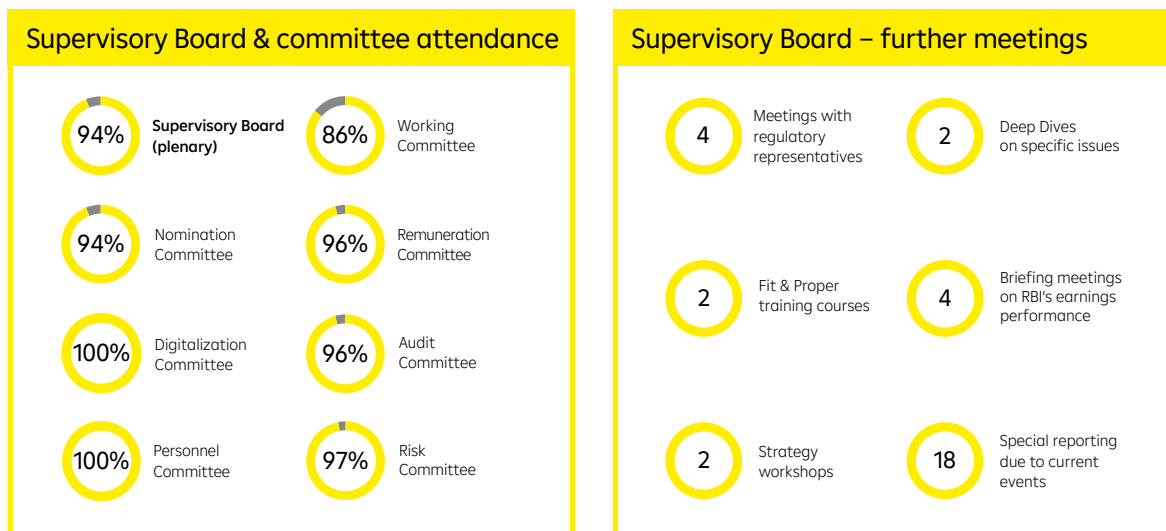 Supervisory Board & committee attendance
94%
Supervisory Board
(plenary)
86%
Working
Committee
94%
Nomination
Committee
96%
Remuneration
Committee
100%
Digitalization
Committee
96%
Audit
Committee
100%
Personnel
Committee
97%
Risk
Committee
Supervisory Board – further meetings
4
Meetings with
regulatory
representatives
2
Deep Dives
on specific issues
2
Fit & Proper
training courses
4
Briefing meetings
on RBI's earnings
performance
2
Strategy
workshops
18
Special reporting
due to current
events